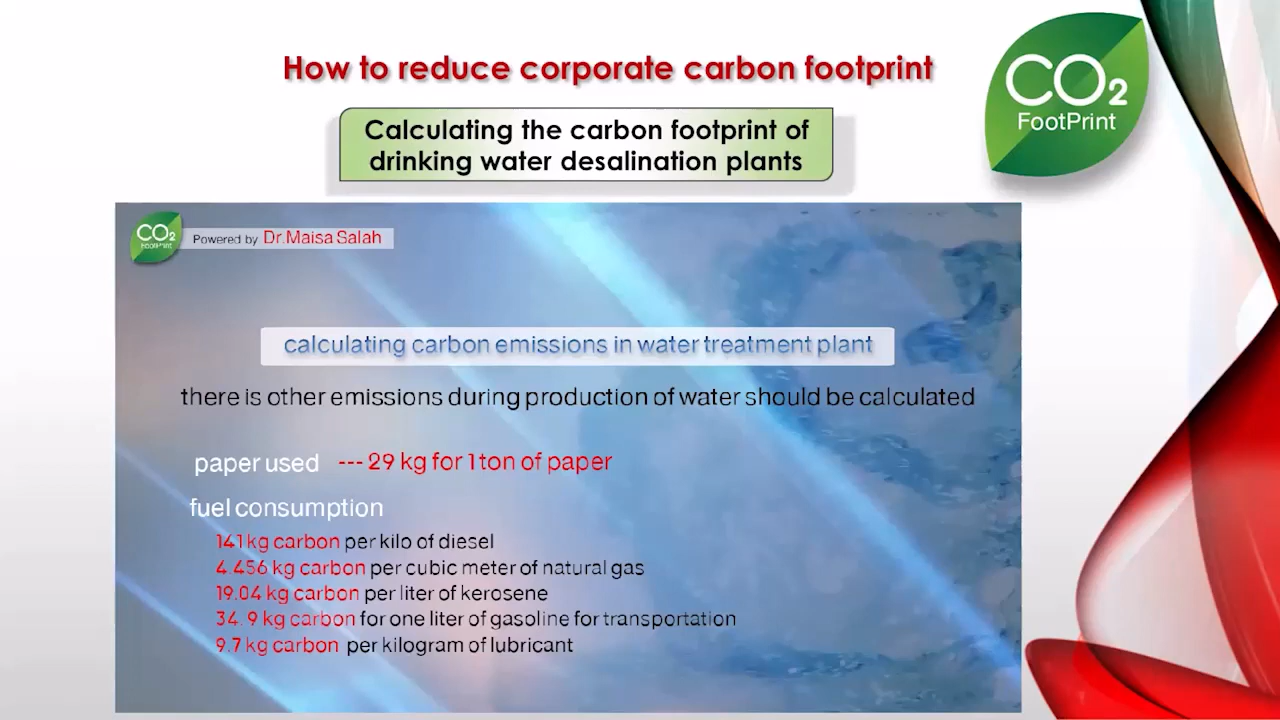 How to reduce corporate carbon footprint
CO2
FootPrint
Calculating the carbon footprint of
drinking water desalination plants
CO2
FootPrint
Powered by Dr.Maisa Salah
calculating carbon emissions in water treatment plant
there is other emissions during production of water should be calculated
paper used --- 29 kg for 1 ton of paper
fuel consumption
141 kg carbon per kilo of diesel
4.456 kg carbon per cubic meter of natural gas
19.04 kg carbon per liter of kerosene
34.9 kg carbon for one liter of gasoline for transportation
9.7 kg carbon per kilogram of lubricant